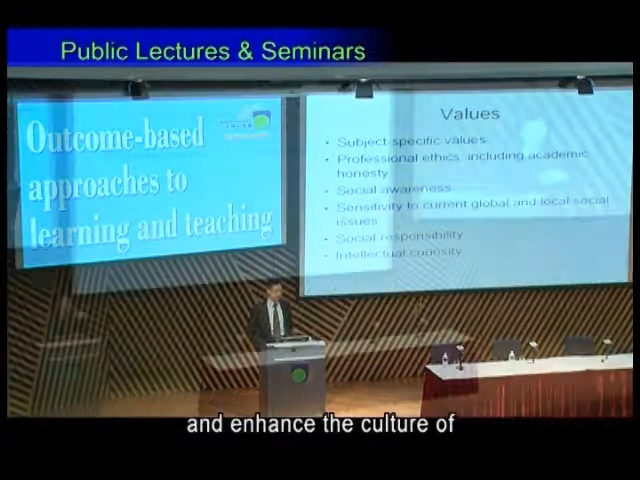 Public Lectures & Seminars
Outcome-based
approaches to
learning and teaching
Values
• Subject-specific values
• Professional ethics, including academic
honesty
• Social awareness
• Sensitivity to current global and local social
issues
• Social responsibility
• Intellectual curiosity
and enhance the culture of